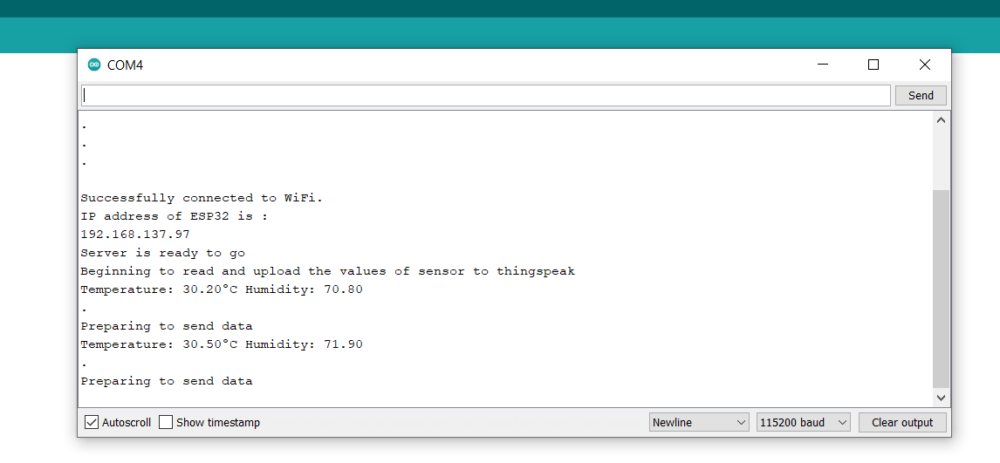 COM4
Send
.
.
.
Successfully connected to WiFi.
IP address of ESP32 is :
192.168.137.97
Server is ready to go
Beginning to read and upload the values of sensor to thingspeak
Temperature: 30.20°C Humidity: 70.80
.
Preparing to send data
Temperature: 30.50°C Humidity: 71.90
.
Preparing to send data
Autoscroll Show timestamp Newline 115200 baud Clear output